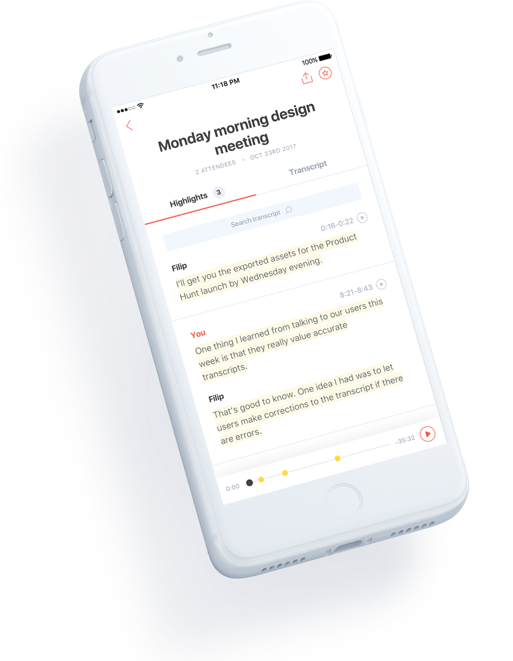 11:18 PM
100%
Monday morning design
meeting
2 ATTENDEES • OCT 23RD 2017
Highlights 3
Transcript
Search transcript
0:16-0:22
Filip
I'll get you the exported assets for the Product
Hunt launch by Wednesday evening.
8:21-8:43
You
One thing I learned from talking to our users this
week is that they really value accurate
transcripts.
Filip
That's good to know. One idea I had was to let
users make corrections to the transcript if there
are errors.
0:00
-35:32